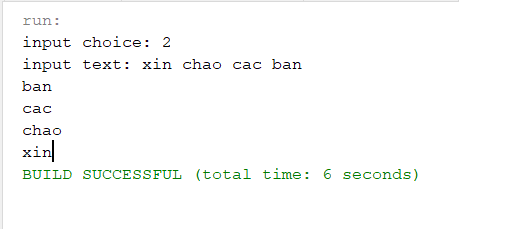 run:
input choice: 2
input text: xin chao cac ban
ban
cac
chao
xin
BUILD SUCCESSFUL (total time: 6 seconds)